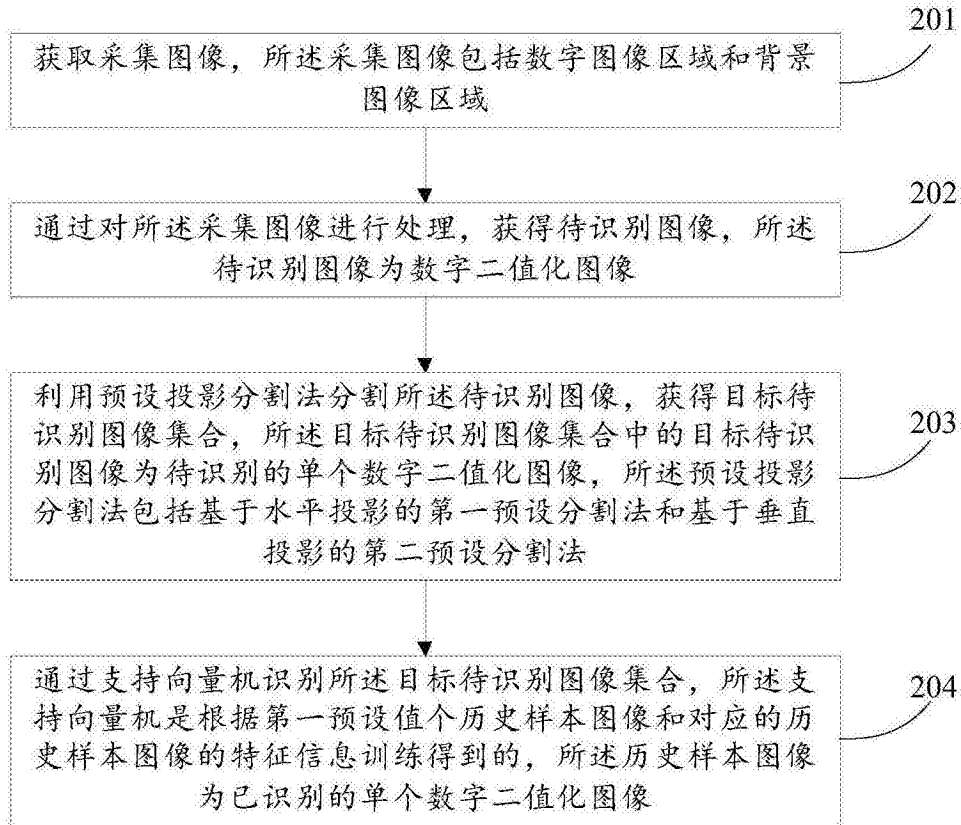 201
获取采集图像，所述采集图像包括数字图像区域和背景
图像区域
202
通过对所述采集图像进行处理，获得待识别图像，所述
待识别图像为数字二值化图像
203
利用预设投影分割法分割所述待识别图像，获得目标待
识别图像集合，所述目标待识别图像集合中的目标待识
别图像为待识别的单个数字二值化图像，所述预设投影
分割法包括基于水平投影的第一预设分割法和基于垂直
投影的第二预设分割法
204
通过支持向量机识别所述目标待识别图像集合，所述支
持向量机是根据第一预设值个历史样本图像和对应的历
史样本图像的特征信息训练得到的，所述历史样本图像
为已识别的单个数字二值化图像